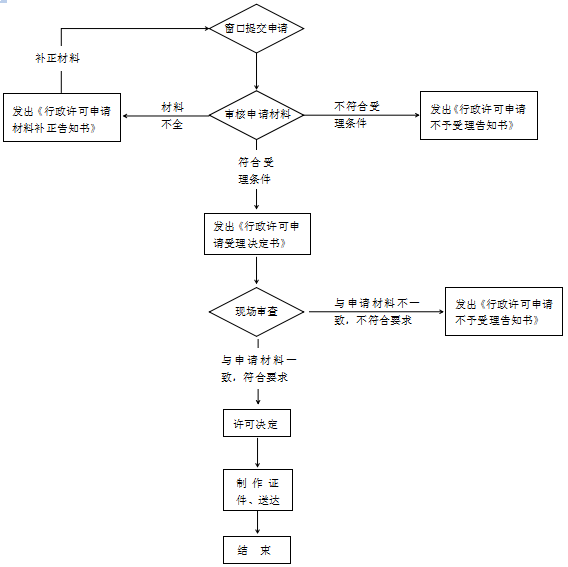 窗口提交申请
补正材料
发出《行政许可申请
材料补正告知书》
材料
不全
审核申请材料
不符合受
理条件
发出《行政许可申请
不予受理告知书》
符合受
理条件
发出《行政许可申
请受理决定书》
现场审查
与申请材料不一
致，不符合要求
发出《行政许可申请
不予受理告知书》
与申请材料一
致，符合要求
许可决定
制作证
件、送达
结 束